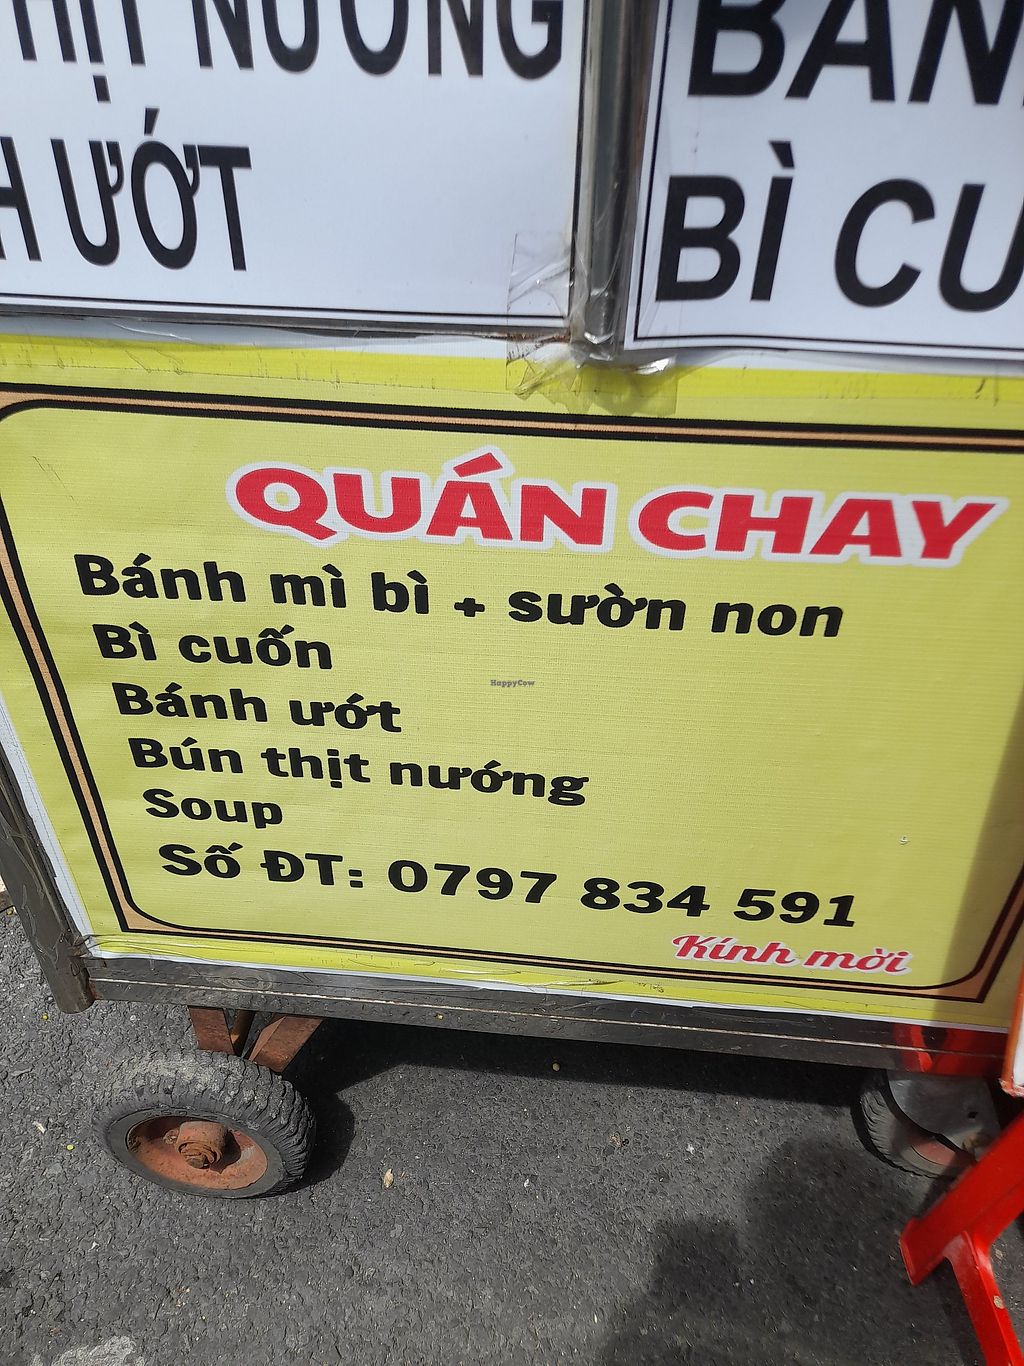 NƯỚNG
ƯỚT
BÌ
QUÁN CHAY
Bánh mì bì + sườn non
Bì cuốn
HappyCow
Bánh ướt
Bún thịt nướng
Soup
Số ĐT: 0797 834 591
Kính mời